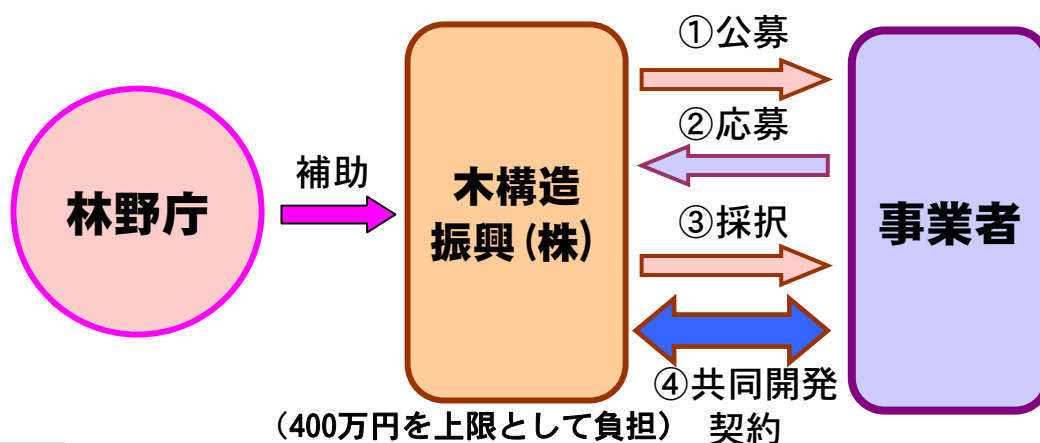 林野庁
補助
木構造
振興(株)
①公募
②応募
③採択
④共同開発
契約
事業者
(400万円を上限として負担)